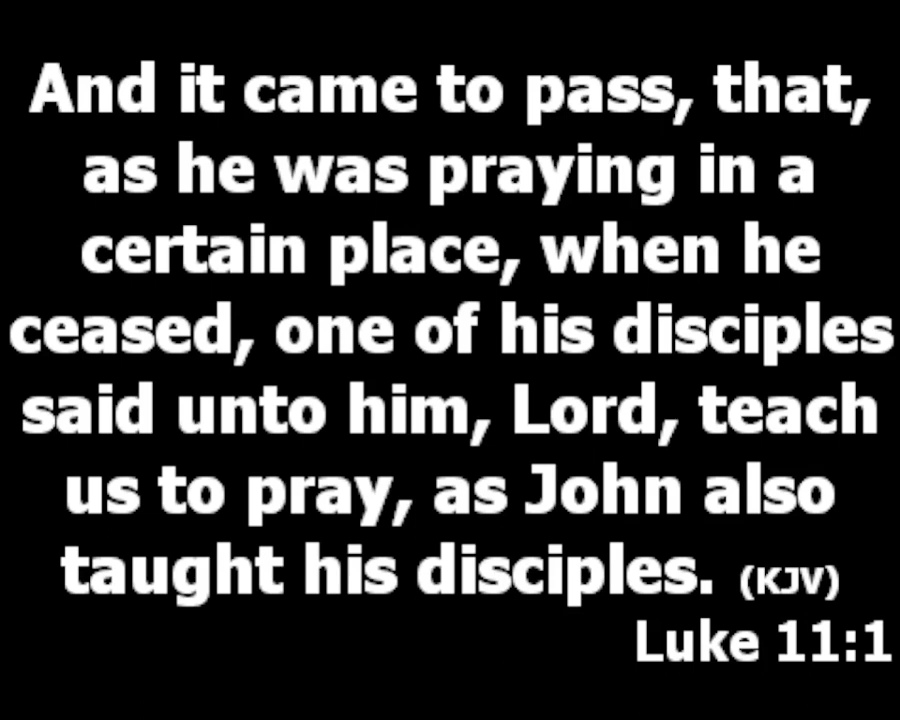 And it came to pass, that,
as he was praying in a
certain place, when he
ceased, one of his disciples
said unto him, Lord, teach
us to pray, as John also
taught his disciples. (KJV)
Luke 11:1